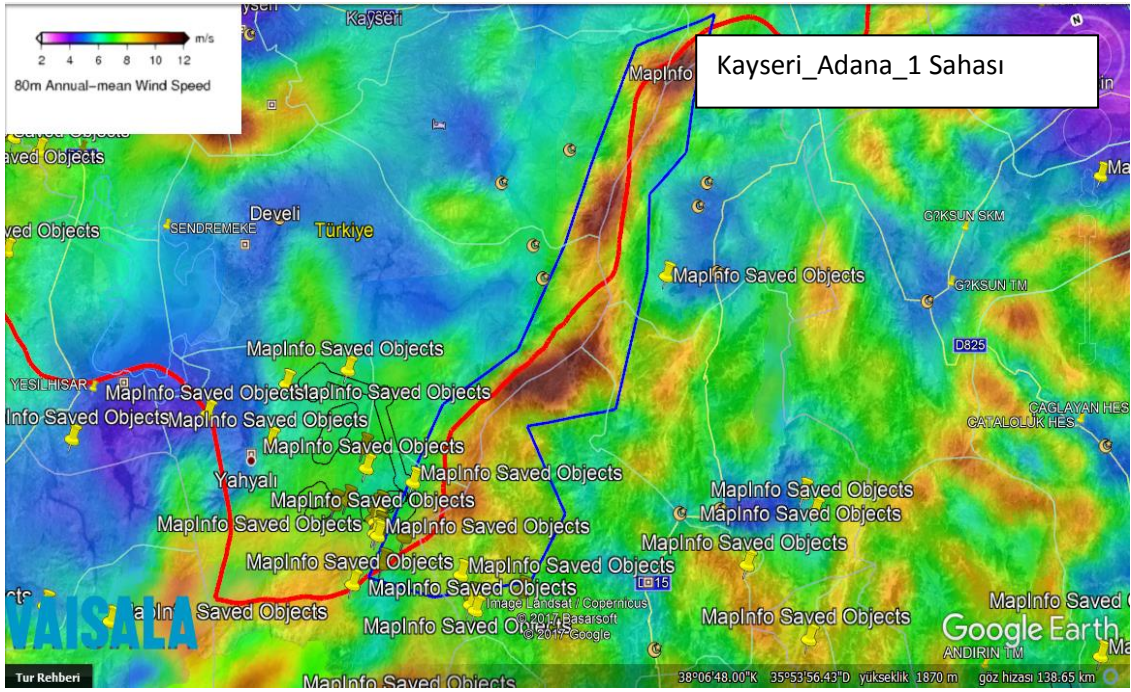 Kayseri
m/s
2 4 6 8 10 12
80m Annual-mean Wind Speed
Kayseri_Adana_1 Sahası
MapInfo
N
aved Objects
ved Objects
Develi
SENDREMEKE
Türkiye
G?KSUN SKM
MapInfo Saved Objects
G?KSUN TM
D825
MapInfo Saved Objects
YESILHISAR
MapInfo Saved Objects
MapInfo Saved Objects
Info Saved Objects
MapInfo Saved Objects
CAGLAYAN HES
CATALOLUK HES
MapInfo Saved Objects
Yahyalı
MapInfo Saved Objects
MapInfo Saved Objects
MapInfo Saved Objects
MapInfo Saved Objects
MapInfo Saved Objects
MapInfo Saved Objects
MapInfo Saved Objects
MapInfo Saved Objects
MapInfo Saved Objects
MapInfo Saved Objects
15
MapInfo Saved Objects
MapInfo Saved Objects
MapInfo Saved Objects
MapInfo Saved
MapInfo Saved Objects
VAISALA
Image Landsat / Copernicus
© 2017 Basarsoft
© 2017 Google
Google Earth
ANDIRIN TM
MapInfo Saved Objects
Tur Rehberi
38°06'48.00"K 35°53'56.43"D yükseklik 1870 m göz hizası 138.65 km